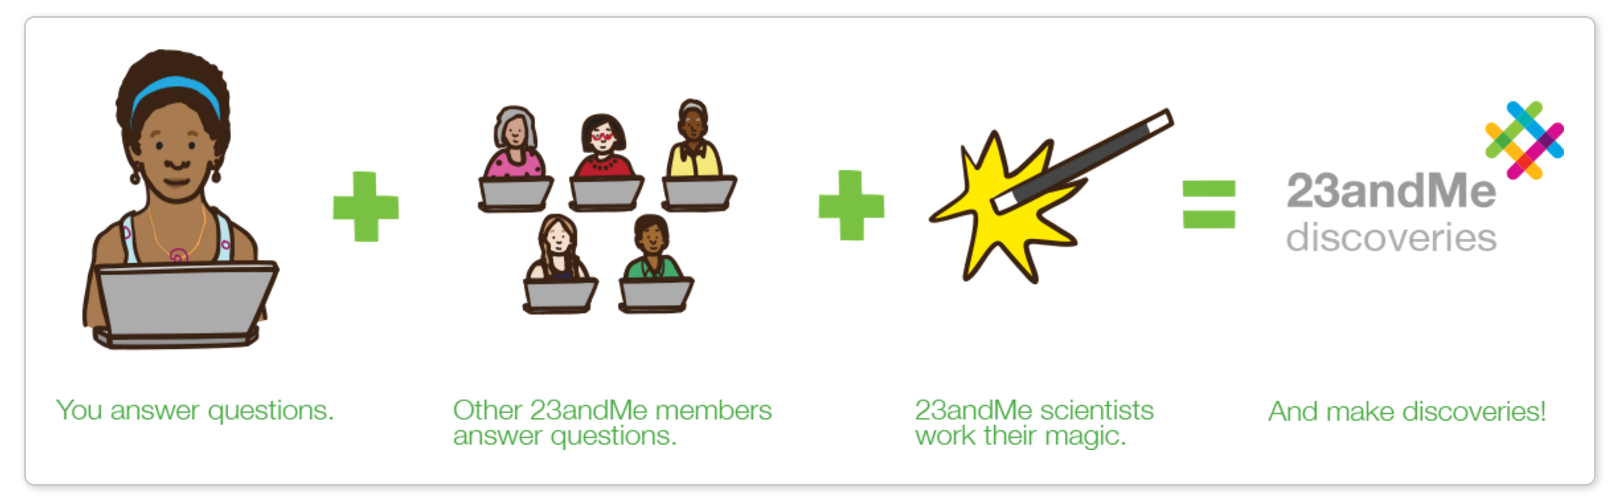 23andMe
discoveries
You answer questions.
Other 23andMe members
answer questions.
23andMe scientists
work their magic.
And make discoveries!